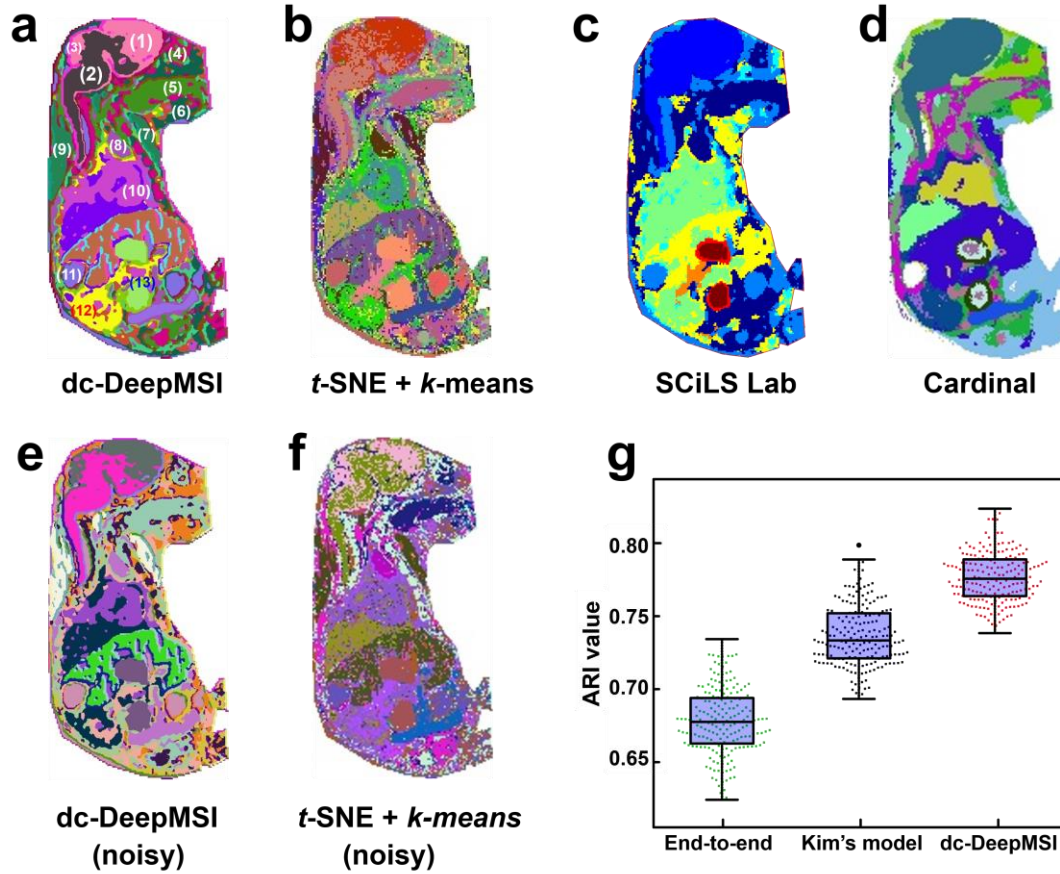 a
b
c
d
(1)
(3)
(4)
(2)
(5)
(6)
(7)
(8)
(9)
(10)
(11)
(13)
(12)
dc-DeepMSI
t-SNE + k-means
SCiLS Lab
Cardinal
e
f
g
0.80
0.75
0.70
0.65
ARI value
End-to-end
Kim's model
dc-DeepMSI
dc-DeepMSI
(noisy)
t-SNE + k-means
(noisy)